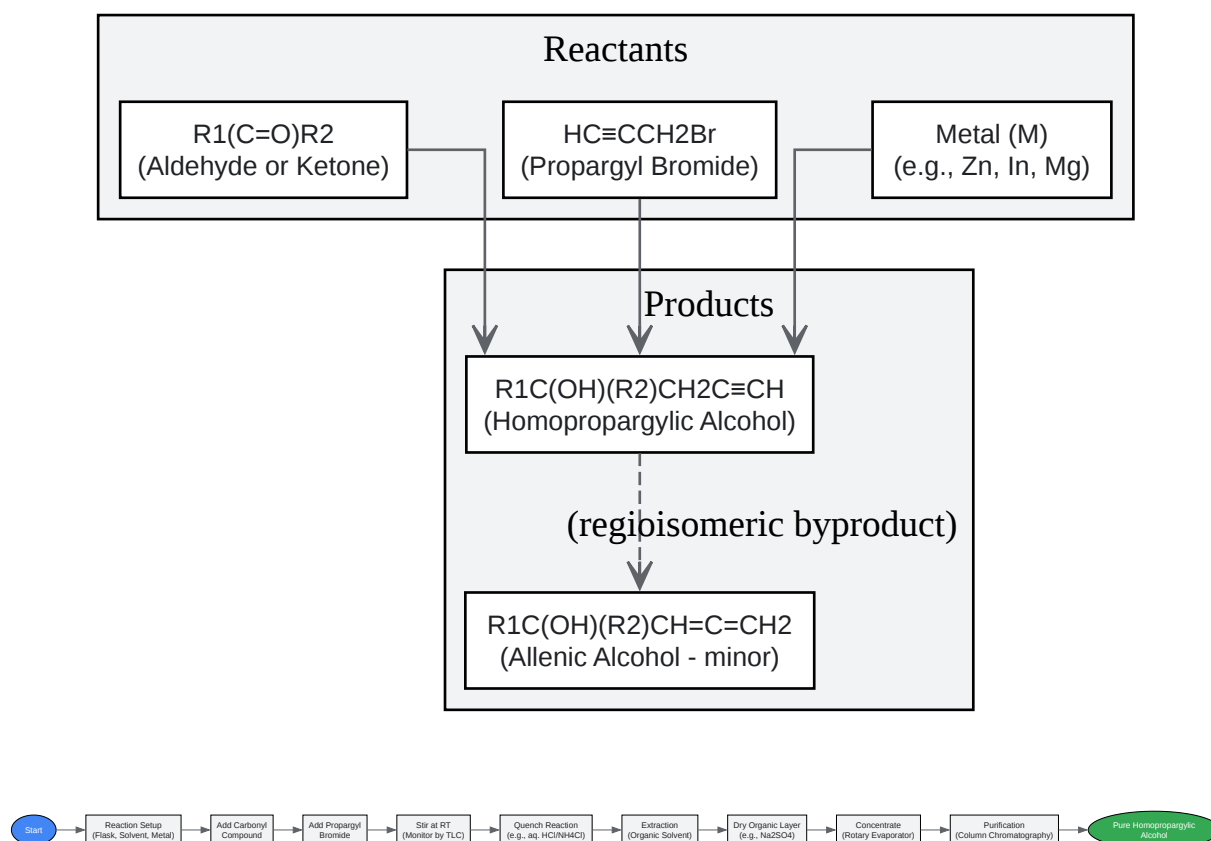 Reactants
R1(C=O)R2
(Aldehyde or Ketone)
HC≡CCH2Br
(Propargyl Bromide)
Metal (M)
(e.g., Zn, In, Mg)
Products
R1C(OH)(R2)CH2C≡CH
(Homopropargylic Alcohol)
(regioisomeric byproduct)
R1C(OH)(R2)CH=C=CH2
(Allenic Alcohol - minor)
Start
Reaction Setup
(Flask, Solvent, Metal)
Add Carbonyl
Compound
Add Propargyl
Bromide
Stir at RT
(Monitor by TLC)
Quench Reaction
(e.g., aq. HCl/NH4Cl)
Extraction
(Organic Solvent)
Dry Organic Layer
(e.g., Na2SO4)
Concentrate
(Rotary Evaporator)
Purification
(Column Chromatography)
Pure Homopropargylic
Alcohol